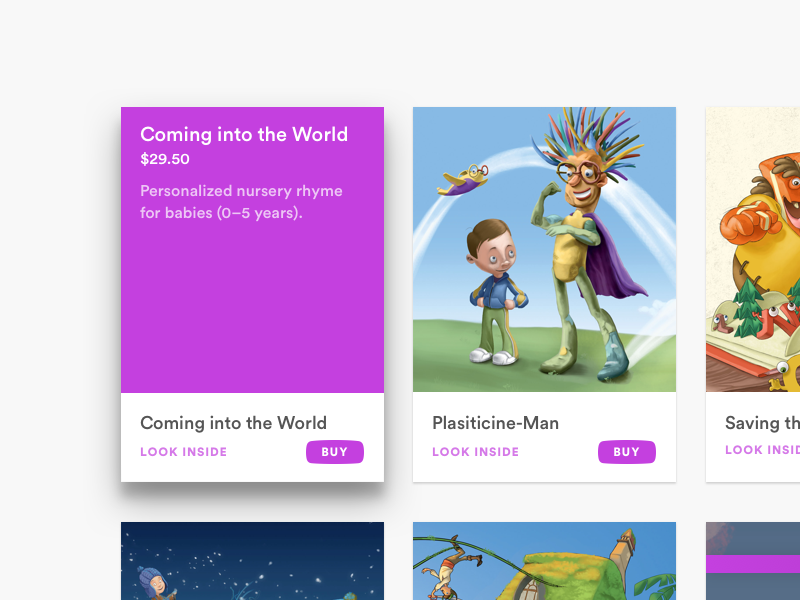 Coming into the World
$29.50
Personalized nursery rhyme
for babies (0–5 years).
Coming into the World
LOOK INSIDE
BUY
Plasiticine-Man
LOOK INSIDE
BUY
Saving th
LOOK INSID